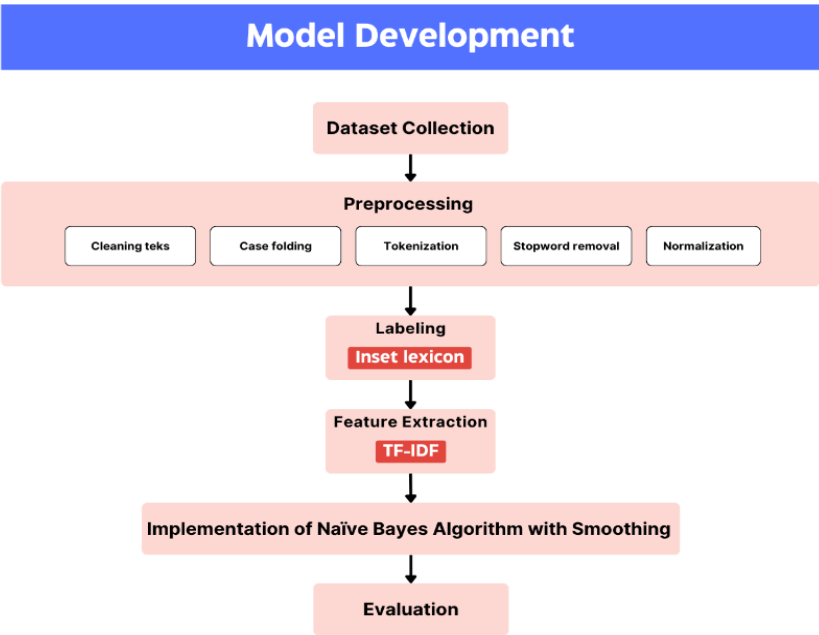 Model Development
Dataset Collection
Preprocessing
Cleaning teks
Case folding
Tokenization
Stopword removal
Normalization
Labeling
Inset lexicon
Feature Extraction
TF-IDF
Implementation of Naïve Bayes Algorithm with Smoothing
Evaluation